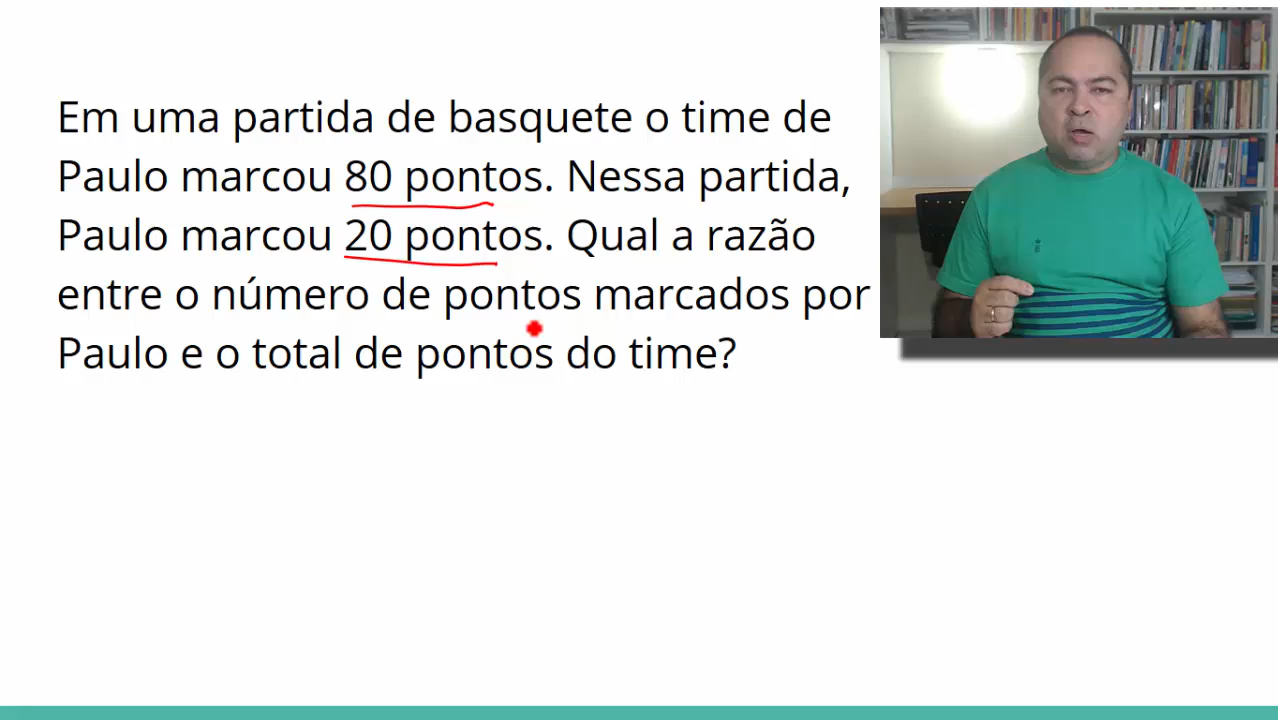 Em uma partida de basquete o time de
Paulo marcou 80 pontos. Nessa partida,
Paulo marcou 20 pontos. Qual a razão
entre o número de pontos marcados por
Paulo e o total de pontos do time?